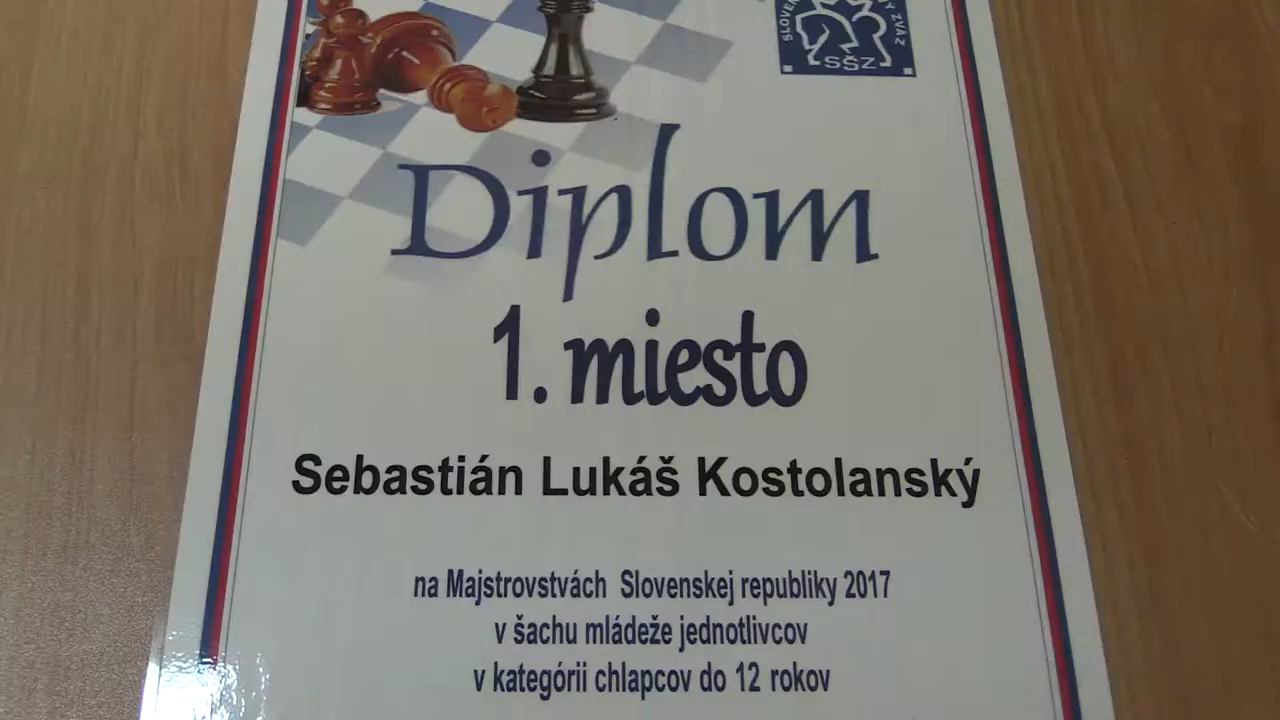 ZVÄZ
SŠZ
Diplom
1. miesto
Sebastián Lukáš Kostolanský
na Majstrovstvách Slovenskej republiky 2017
v šachu mládeže jednotlivcov
v kategórii chlapcov do 12 rokov